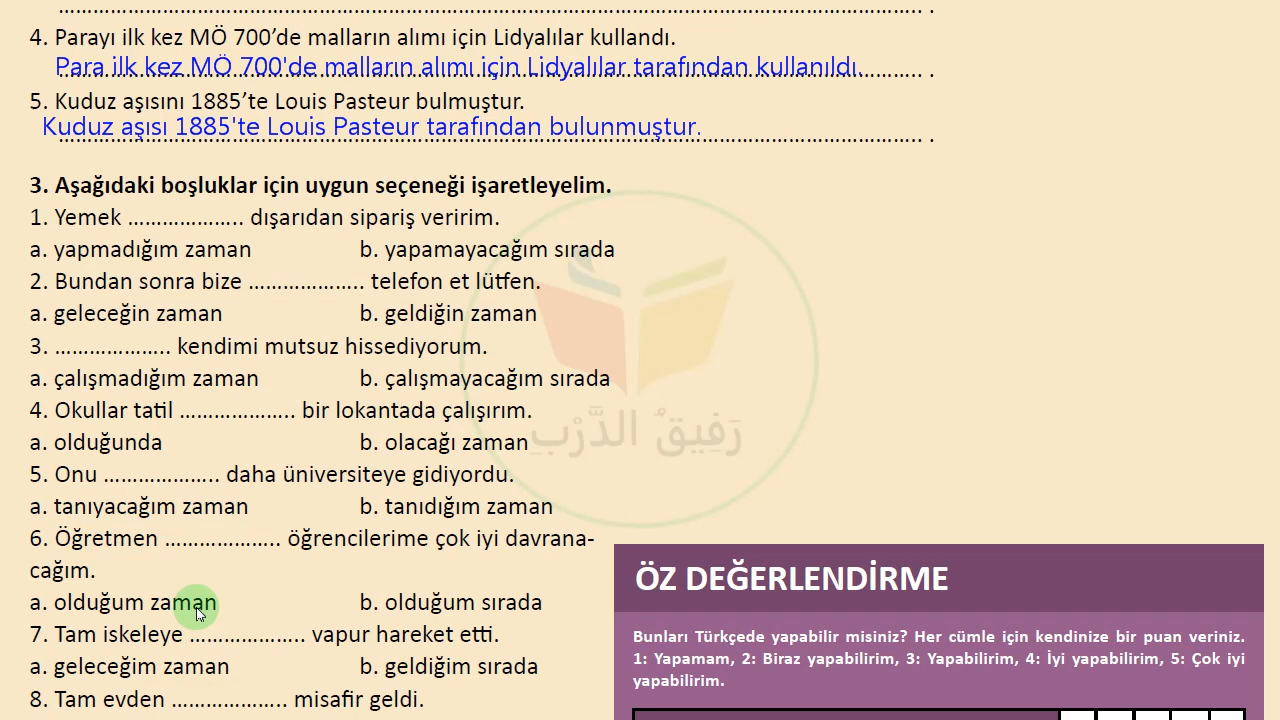 …………………………………………………………………………………………………………………………….. .
4. Parayı ilk kez MÖ 700’de malların alımı için Lidyalılar kullandı.
Para ilk kez MÖ 700'de malların alımı için Lidyalılar tarafından kullanıldı.
5. Kuduz aşısını 1885’te Louis Pasteur bulmuştur.
Kuduz aşısı 1885'te Louis Pasteur tarafından bulunmuştur.
3. Aşağıdaki boşluklar için uygun seçeneği işaretleyelim.
1. Yemek ……………….. dışarıdan sipariş veririm.
a. yapmadığım zaman b. yapamayacağım sırada
2. Bundan sonra bize ……………….. telefon et lütfen.
a. geleceğin zaman b. geldiğin zaman
3. ……………….. kendimi mutsuz hissediyorum.
a. çalışmadığım zaman b. çalışmayacağım sırada
4. Okullar tatil ……………….. bir lokantada çalışırım.
a. olduğunda b. olacağı zaman
رَفِيقُ الدَّرْبِ
5. Onu ……………….. daha üniversiteye gidiyordu.
a. tanıyacağım zaman b. tanıdığım zaman
6. Öğretmen ……………….. öğrencilerime çok iyi davrana-
cağım.
a. olduğum zaman b. olduğum sırada
7. Tam iskeleye ……………….. vapur hareket etti.
a. geleceğim zaman b. geldiğim sırada
8. Tam evden ……………….. misafir geldi.
ÖZ DEĞERLENDİRME
Bunları Türkçede yapabilir misiniz? Her cümle için kendinize bir puan veriniz.
1: Yapamam, 2: Biraz yapabilirim, 3: Yapabilirim, 4: İyi yapabilirim, 5: Çok iyi
yapabilirim.